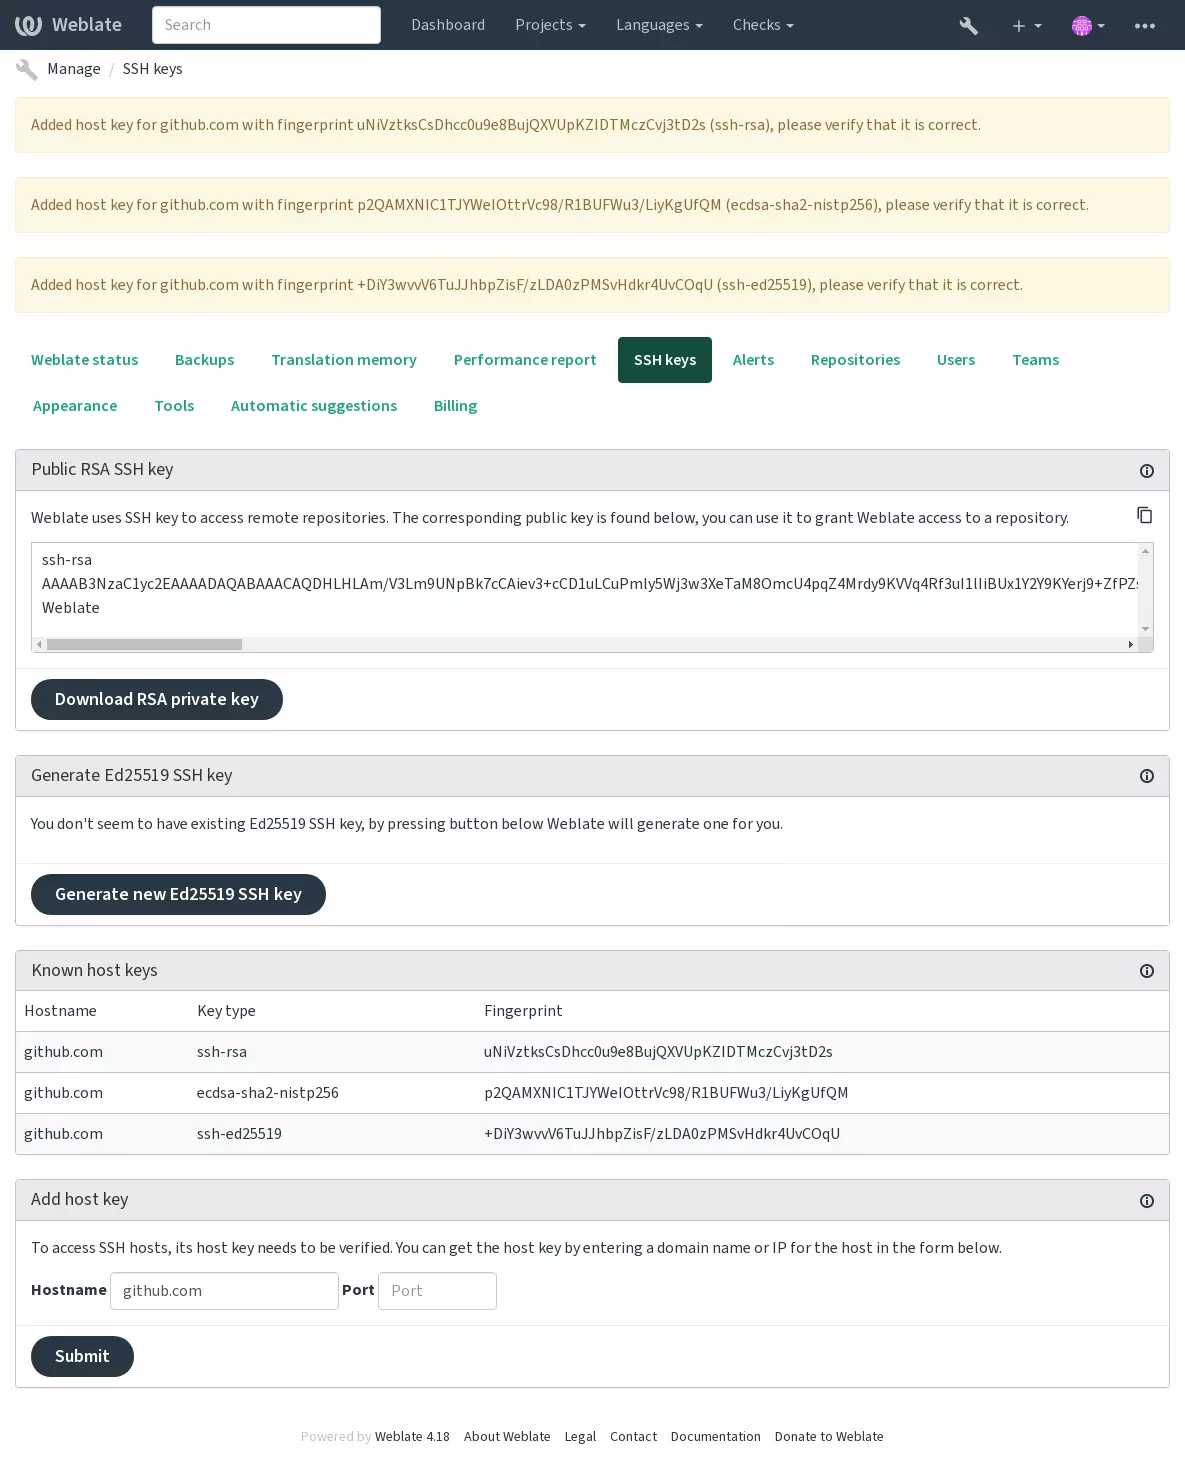 Weblate
Search
Dashboard
Projects
Languages
Checks
Manage / SSH keys
Added host key for github.com with fingerprint uNiVztksCsDhcc0u9e8BujQXVUpKZIDTMczCvj3tD2s (ssh-rsa), please verify that it is correct.
Added host key for github.com with fingerprint p2QAMXNIC1TJYWeIOttrVc98/R1BUFWu3/LiyKgUfQM (ecdsa-sha2-nistp256), please verify that it is correct.
Added host key for github.com with fingerprint +DiY3wvvV6TuJJhbpZisF/zLDA0zPMSvHdkr4UvCOqU (ssh-ed25519), please verify that it is correct.
Weblate status
Backups
Translation memory
Performance report
SSH keys
Alerts
Repositories
Users
Teams
Appearance
Tools
Automatic suggestions
Billing
Public RSA SSH key
Weblate uses SSH key to access remote repositories. The corresponding public key is found below, you can use it to grant Weblate access to a repository.
ssh-rsa
AAAAB3NzaC1yc2EAAAADAQABAAACAQDHLHLAm/V3Lm9UNpBk7cCAiev3+cCD1uLCuPmly5Wj3w3XeTaM8OmcU4pqZ4Mrdy9KVVq4Rf3uI1lIiBUx1Y2Y9KYerj9+ZfPZs
Weblate
Download RSA private key
Generate Ed25519 SSH key
You don't seem to have existing Ed25519 SSH key, by pressing button below Weblate will generate one for you.
Generate new Ed25519 SSH key
Known host keys
Hostname Key type Fingerprint
github.com ssh-rsa uNiVztksCsDhcc0u9e8BujQXVUpKZIDTMczCvj3tD2s
github.com ecdsa-sha2-nistp256 p2QAMXNIC1TJYWeIOttrVc98/R1BUFWu3/LiyKgUfQM
github.com ssh-ed25519 +DiY3wvvV6TuJJhbpZisF/zLDA0zPMSvHdkr4UvCOqU
Add host key
To access SSH hosts, its host key needs to be verified. You can get the host key by entering a domain name or IP for the host in the form below.
Hostname github.com Port Port
Submit
Powered by Weblate 4.18 About Weblate Legal Contact Documentation Donate to Weblate